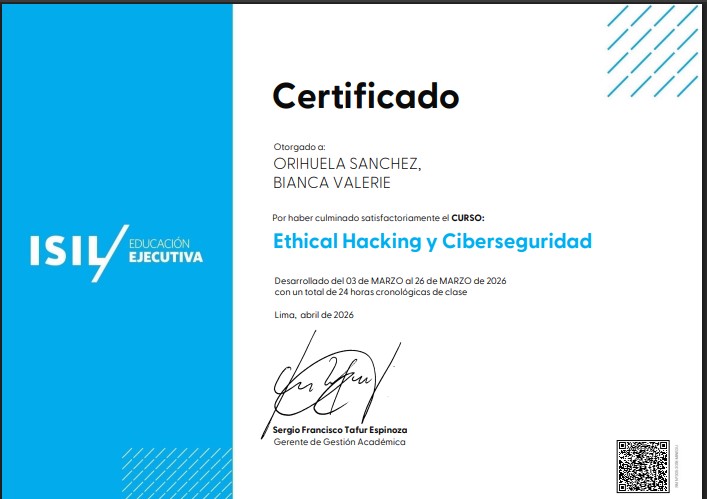 Certificado
Otorgado a:
ORIHUELA SANCHEZ,
BIANCA VALERIE
Por haber culminado satisfactoriamente el CURSO:
Ethical Hacking y Ciberseguridad
ISIL/ EDUCACIÓN
EJECUTIVA
Desarrollado del 03 de MARZO al 26 de MARZO de 2026
con un total de 24 horas cronológicas de clase
Lima, abril de 2026
Sergio Francisco Tafur Espinoza
Gerente de Gestión Académica